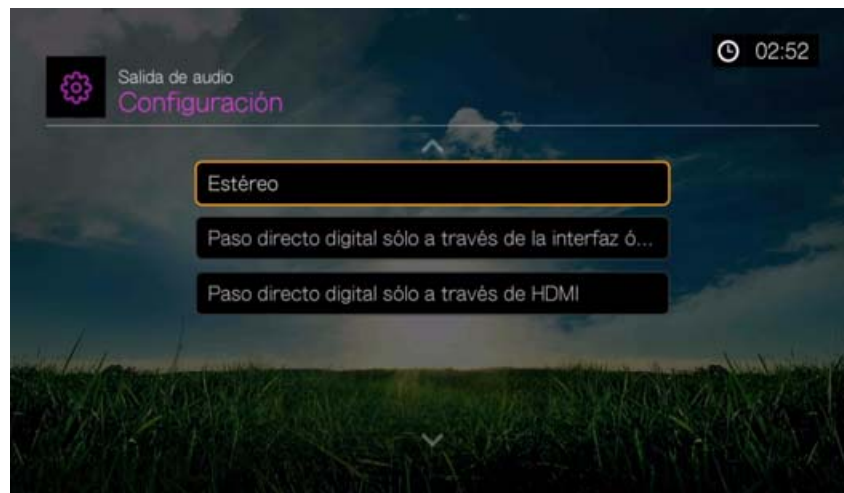 02:52
Salida de audio
Configuración
Estéreo
Paso directo digital sólo a través de la interfaz ó...
Paso directo digital sólo a través de HDMI